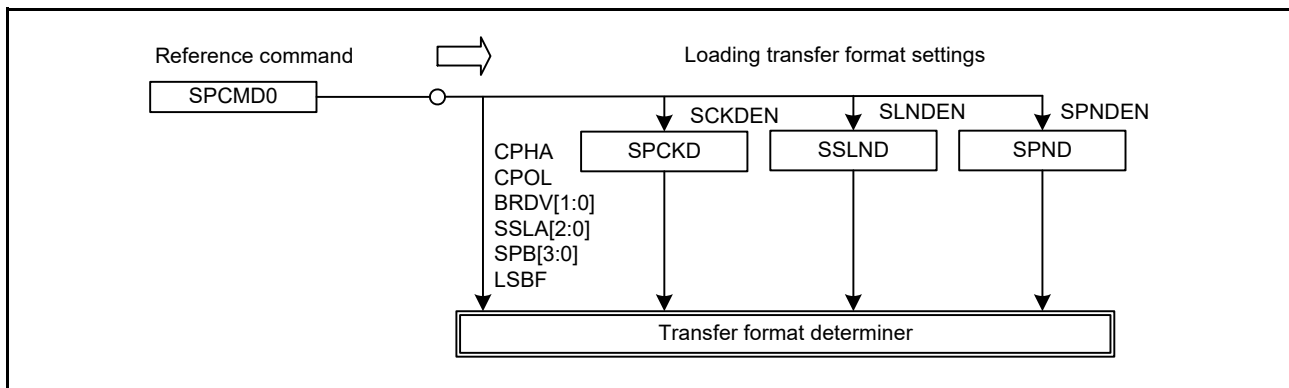 Reference command
Loading transfer format settings
SPCMD0
SCKDEN
SLNDEN
SPNDEN
CPHA
SPCKD
SSLND
SPND
CPOL
BRDV[1:0]
SSLA[2:0]
SPB[3:0]
LSBF
Transfer format determiner